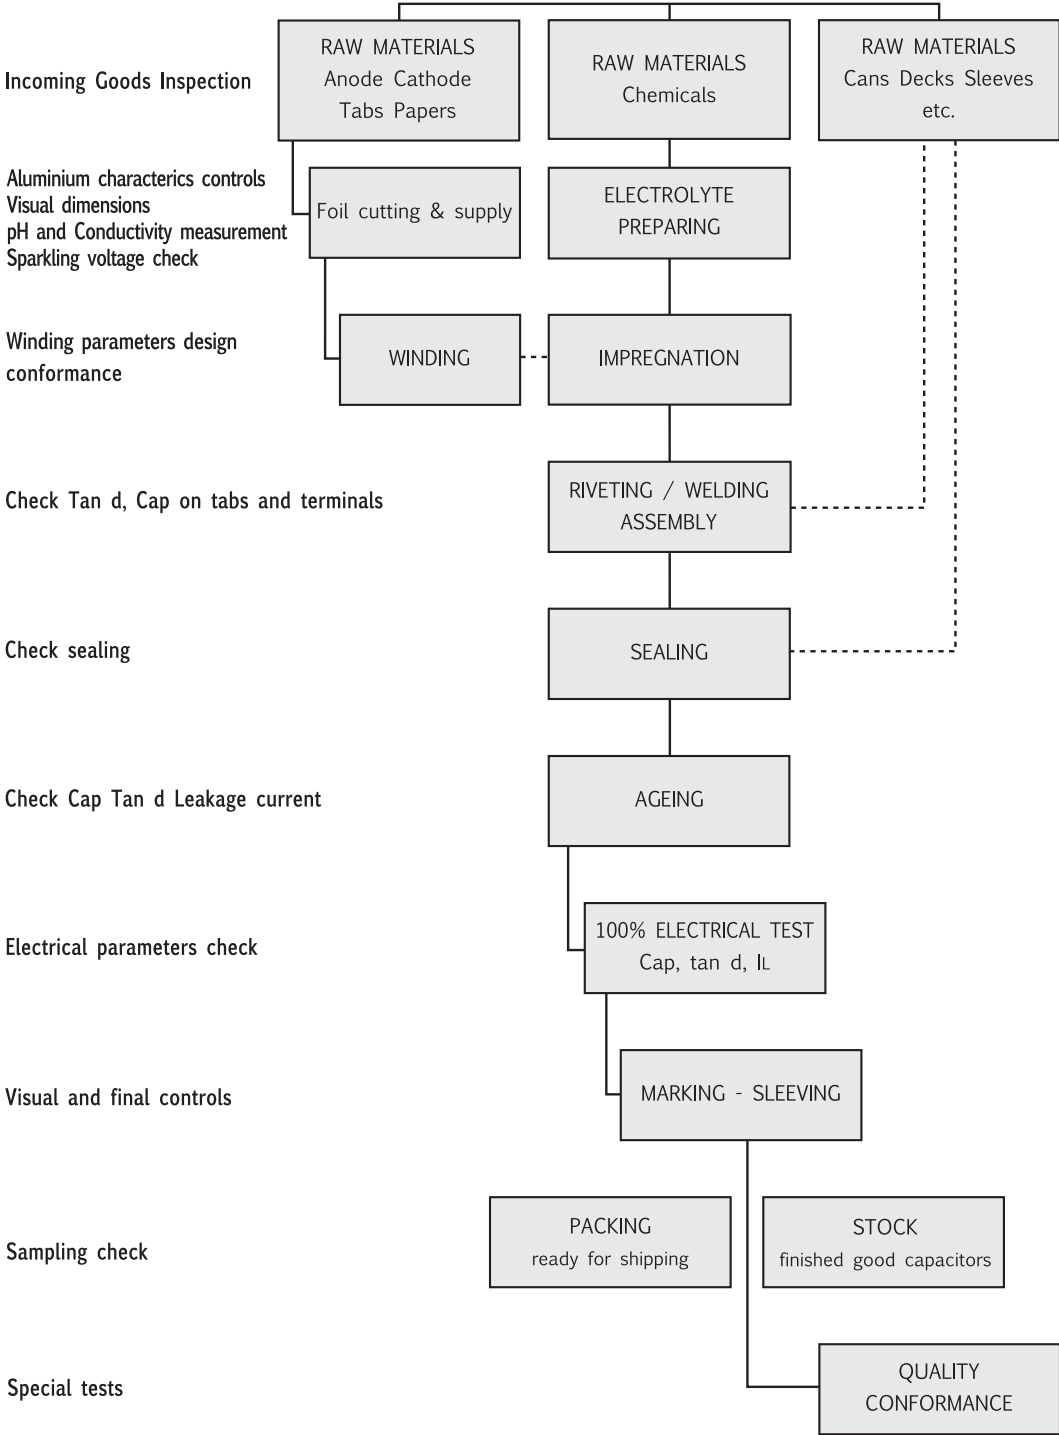 RAW MATERIALS
Anode Cathode
Tabs Papers
RAW MATERIALS
Chemicals
RAW MATERIALS
Cans Decks Sleeves
etc.
Incoming Goods Inspection
Aluminium characterics controls
Visual dimensions
pH and Conductivity measurement
Sparkling voltage check
Foil cutting & supply
ELECTROLYTE
PREPARING
Winding parameters design
conformance
WINDING
IMPREGNATION
Check Tan d, Cap on tabs and terminals
RIVETING / WELDING
ASSEMBLY
Check sealing
SEALING
Check Cap Tan d Leakage current
AGEING
Electrical parameters check
100% ELECTRICAL TEST
Cap, tan d, IL
Visual and final controls
MARKING - SLEEVING
Sampling check
PACKING
ready for shipping
STOCK
finished good capacitors
Special tests
QUALITY
CONFORMANCE